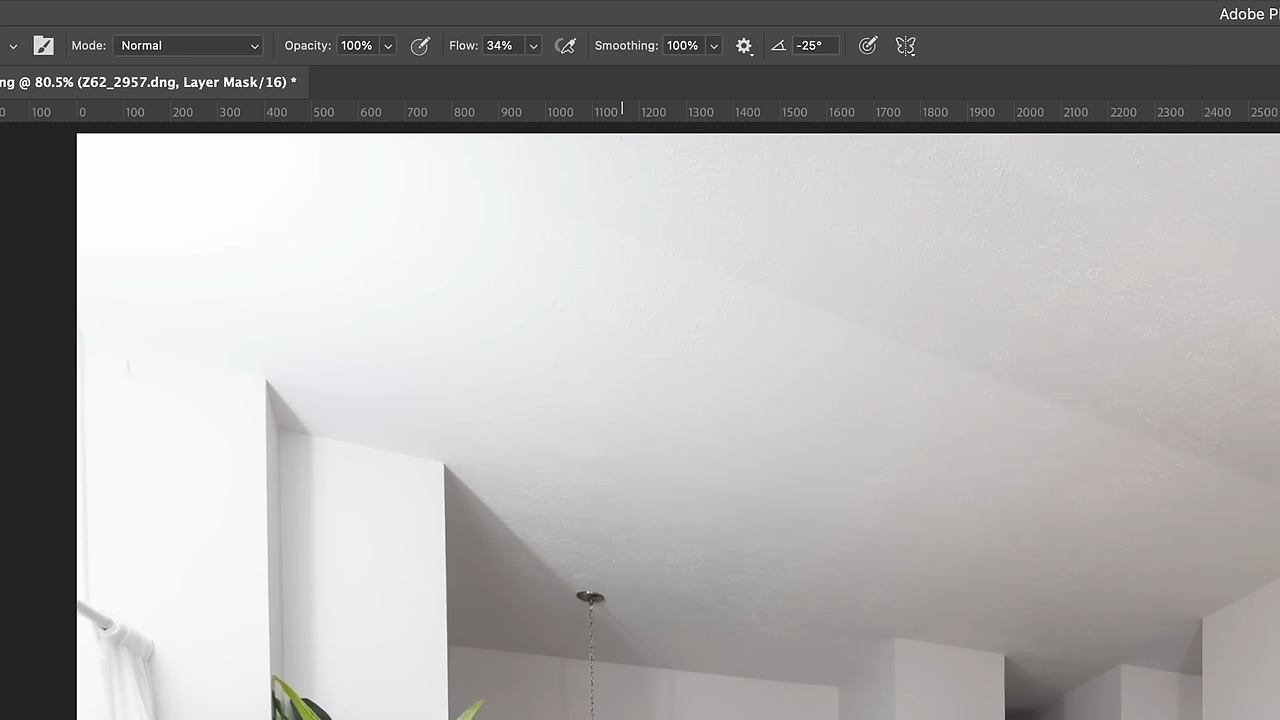 Adobe P
Mode: Normal Opacity: 100% Flow: 34% Smoothing: 100% -25°
ng @ 80.5% (Z62_2957.dng, Layer Mask/16) *
0 100 0 100 200 300 400 500 600 700 800 900 1000 1100 1200 1300 1400 1500 1600 1700 1800 1900 2000 2100 2200 2300 2400 2500